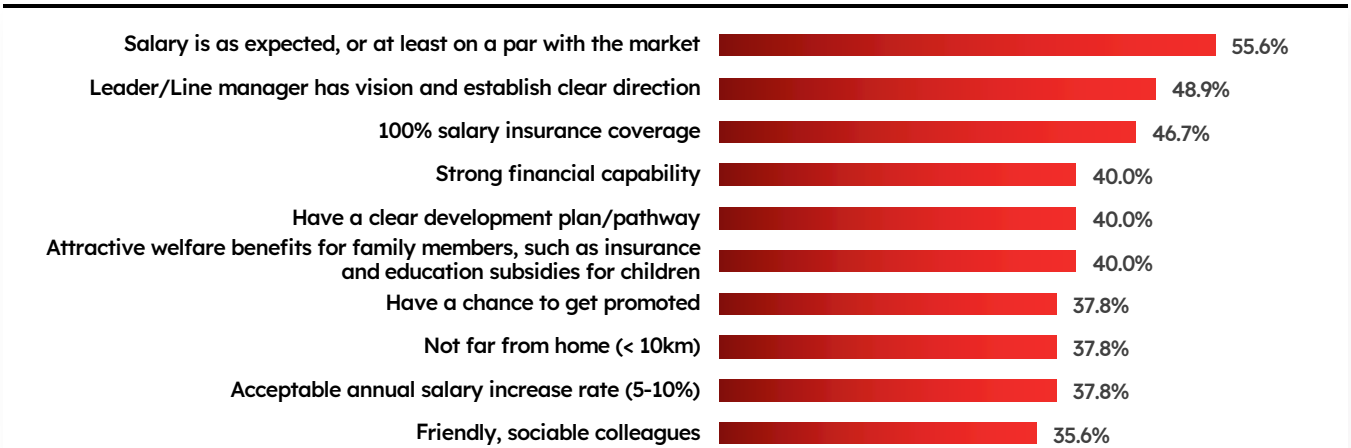 Salary is as expected, or at least on a par with the market 55.6%
Leader/Line manager has vision and establish clear direction 48.9%
100% salary insurance coverage 46.7%
Strong financial capability 40.0%
Have a clear development plan/pathway 40.0%
Attractive welfare benefits for family members, such as insurance
and education subsidies for children 40.0%
Have a chance to get promoted 37.8%
Not far from home (< 10km) 37.8%
Acceptable annual salary increase rate (5-10%) 37.8%
Friendly, sociable colleagues 35.6%